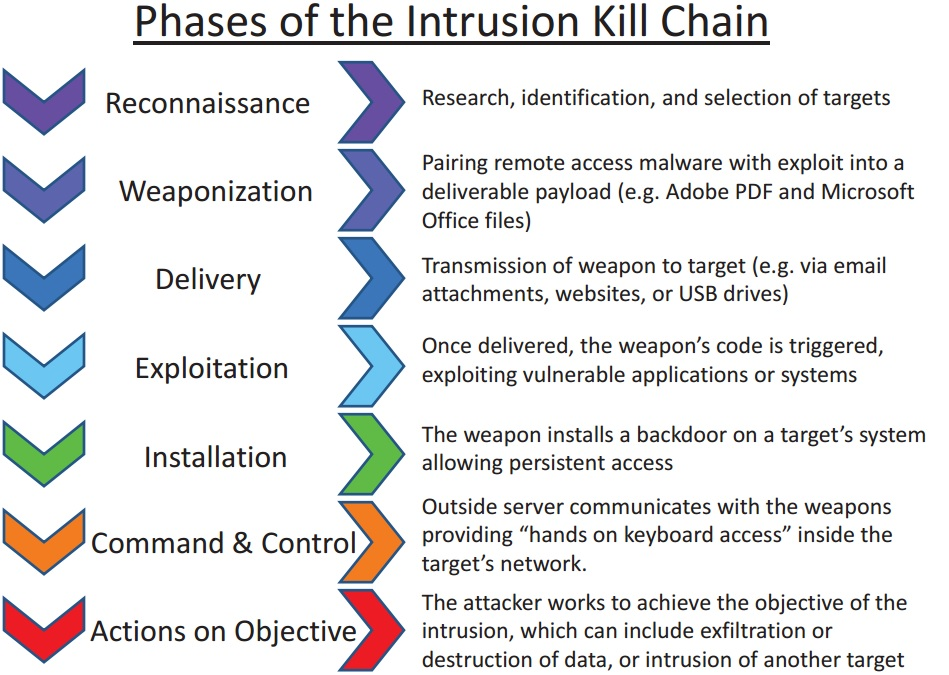 Phases of the Intrusion Kill Chain
Reconnaissance
Research, identification, and selection of targets
Weaponization
Pairing remote access malware with exploit into a
deliverable payload (e.g. Adobe PDF and Microsoft
Office files)
Delivery
Transmission of weapon to target (e.g. via email
attachments, websites, or USB drives)
Exploitation
Once delivered, the weapon’s code is triggered,
exploiting vulnerable applications or systems
Installation
The weapon installs a backdoor on a target’s system
allowing persistent access
Command & Control
Outside server communicates with the weapons
providing “hands on keyboard access” inside the
target’s network.
Actions on Objective
The attacker works to achieve the objective of the
intrusion, which can include exfiltration or
destruction of data, or intrusion of another target